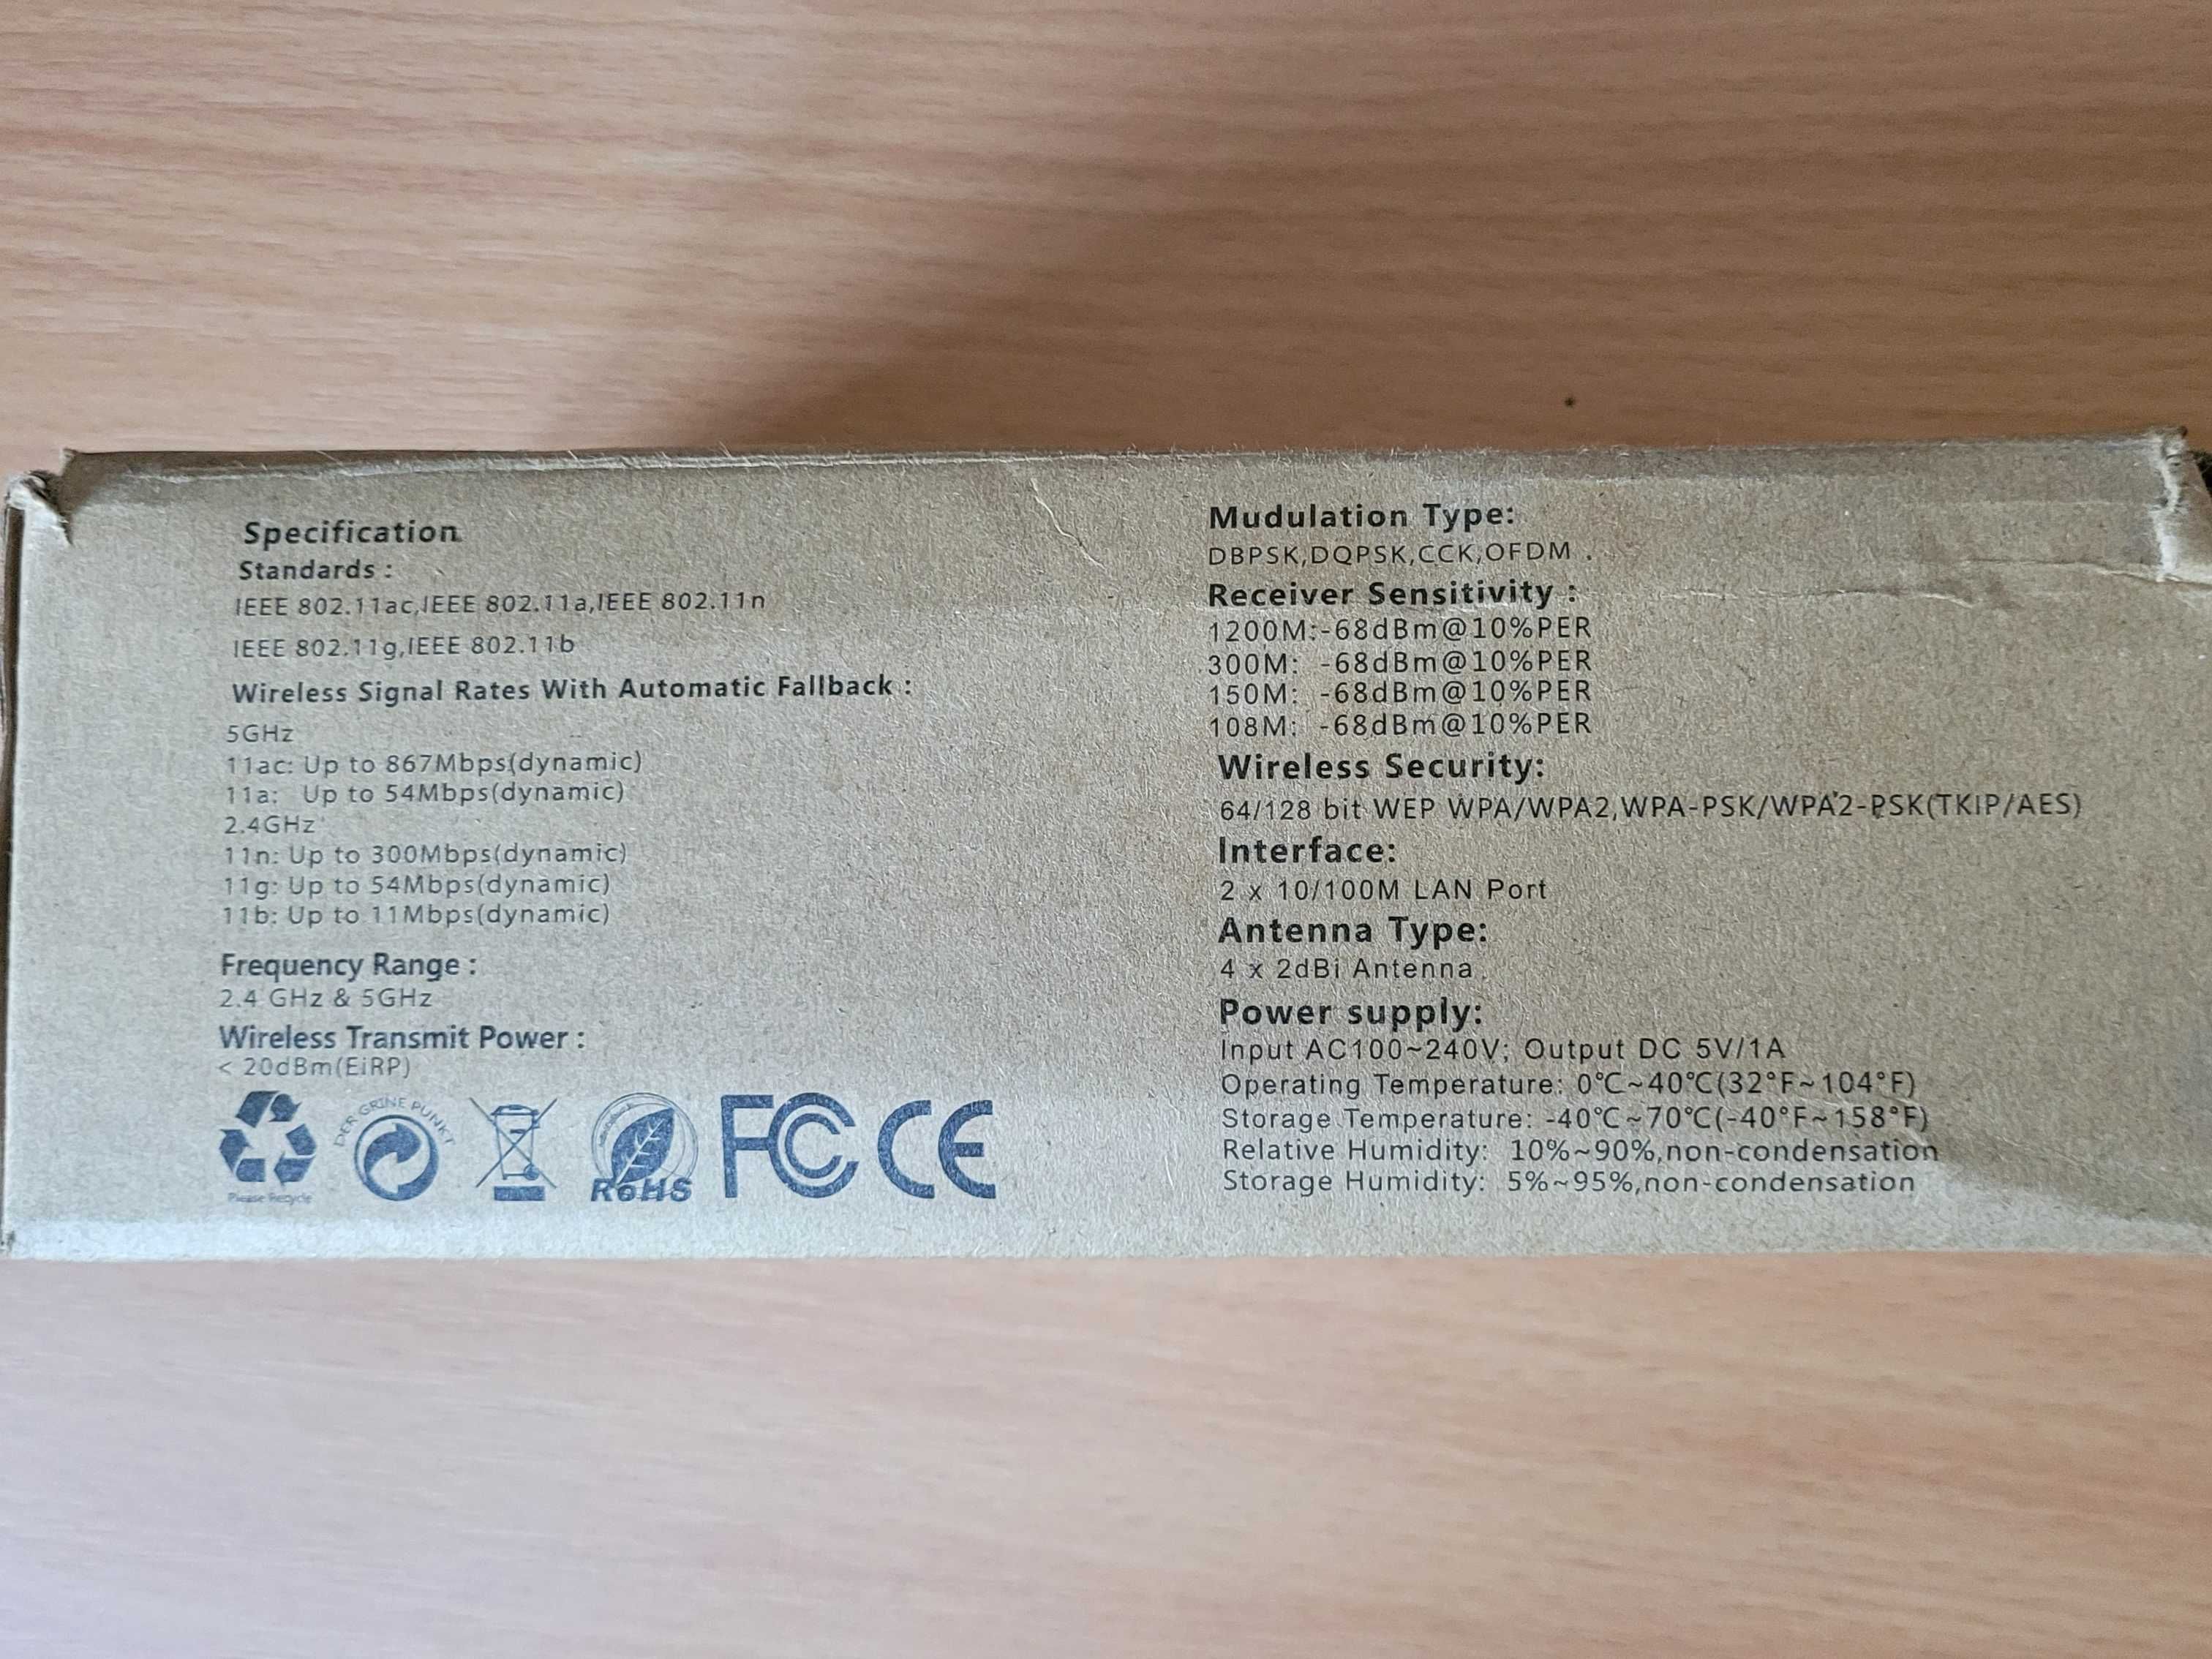 Specification
Standards :
IEEE 802.11ac,IEEE 802.11a,IEEE 802.11n
IEEE 802.11g,IEEE 802.11b
Wireless Signal Rates With Automatic Fallback :
5GHz
11ac: Up to 867Mbps(dynamic)
11a: Up to 54Mbps(dynamic)
2.4GHz
11n: Up to 300Mbps(dynamic)
11g: Up to 54Mbps(dynamic)
11b: Up to 11Mbps(dynamic)
Frequency Range :
2.4 GHz & 5GHz
Wireless Transmit Power :
< 20dBm(EiRP)
Please Recycle
DER GRINE PUNKT
RoHS
FC
CE
Mudulation Type:
DBPSK,DQPSK,CCK,OFDM .
Receiver Sensitivity :
1200M:-68dBm@10%PER
300M: -68dBm@10%PER
150M: -68dBm@10%PER
108M: -68dBm@10%PER
Wireless Security:
64/128 bit WEP WPA/WPA2,WPA-PSK/WPA2-PSK(TKIP/AES)
Interface:
2 x 10/100M LAN Port
Antenna Type:
4 x 2dBi Antenna
Power supply:
Input AC100~240V; Output DC 5V/1A
Operating Temperature: 0℃~40℃(32°F~104°F)
Storage Temperature: -40℃~70℃(-40°F~158°F)
Relative Humidity: 10%~90%,non-condensation
Storage Humidity: 5%~95%,non-condensation